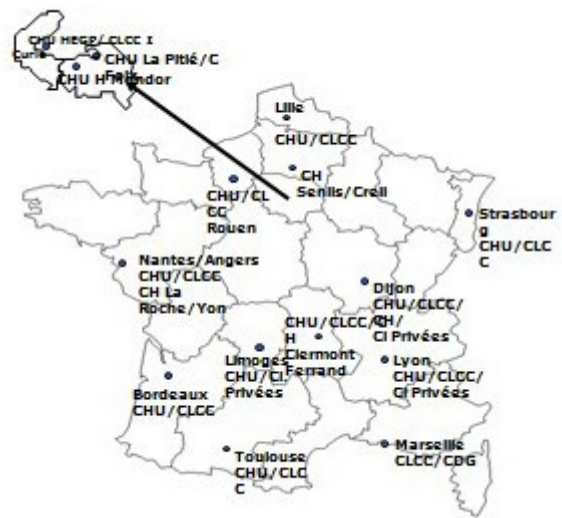 CHU HEGP/ CLCC I
Curie
CHU La Pitié/C
CHU H Mondor
Lille
CHU/CLCC
CH
Senlis/Creil
CHU/CL
CC
Rouen
Strasbour
g
CHU/CLC
C
Nantes/Angers
CHU/CLCC
CH La
Roche/Yon
Dijon
CHU/CLCC/
CH/
Cl Privées
CHU/CLCC/C
H
Clermont
Ferrand
Limoges
CHU/Cl.
Privées
Lyon
CHU/CLCC/
Cl Privées
Bordeaux
CHU/CLCC
Toulouse
CHU/CLC
C
Marseille
CLCC/CDG